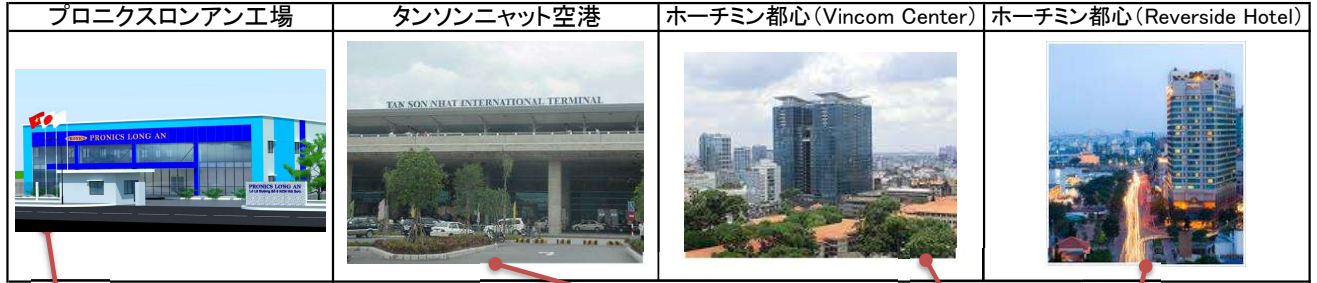 プロニクスロンアン工場
タンソンニャット空港
ホーチミン都心(Vincom Center)
ホーチミン都心(Reverside Hotel)
TAN SON NHAT INTERNATIONAL TERMINAL
PRONICS LONG AN
PRONICS LONG AN